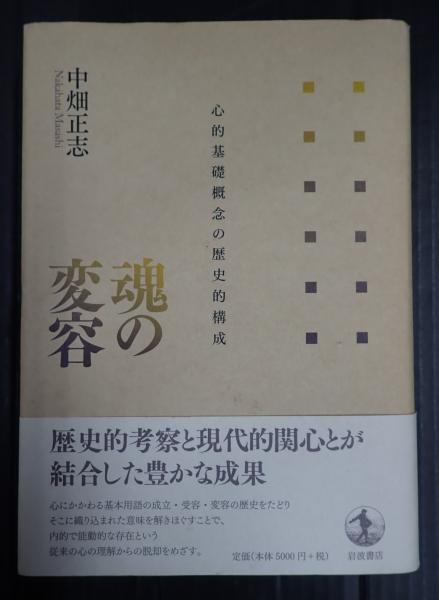 中畑正志
Nakahata Masashi
心的基礎概念の歴史的構成
魂の
変容
歴史的考察と現代的関心とが
結合した豊かな成果
心にかかわる基本用語の成立・受容・変容の歴史をたどり
そこに織り込まれた意味を解きほぐすことで、
内的で能動的な存在という
従来の心の理解からの脱却をめざす。
定価(本体 5000 円+税)
岩波書店